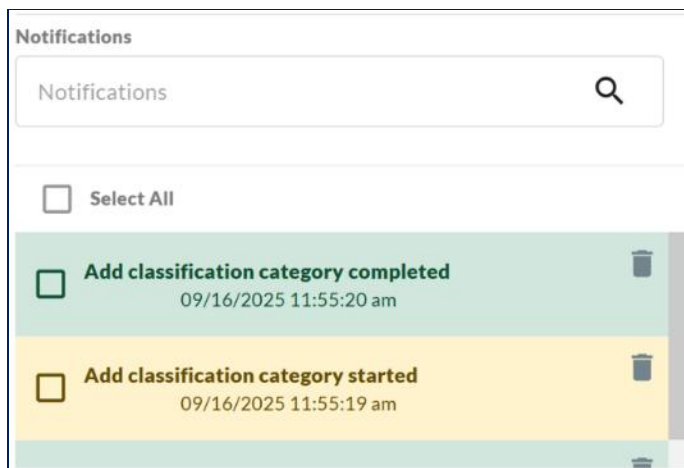 Notifications
Notifications
Select All
Add classification category completed
09/16/2025 11:55:20 am
Add classification category started
09/16/2025 11:55:19 am